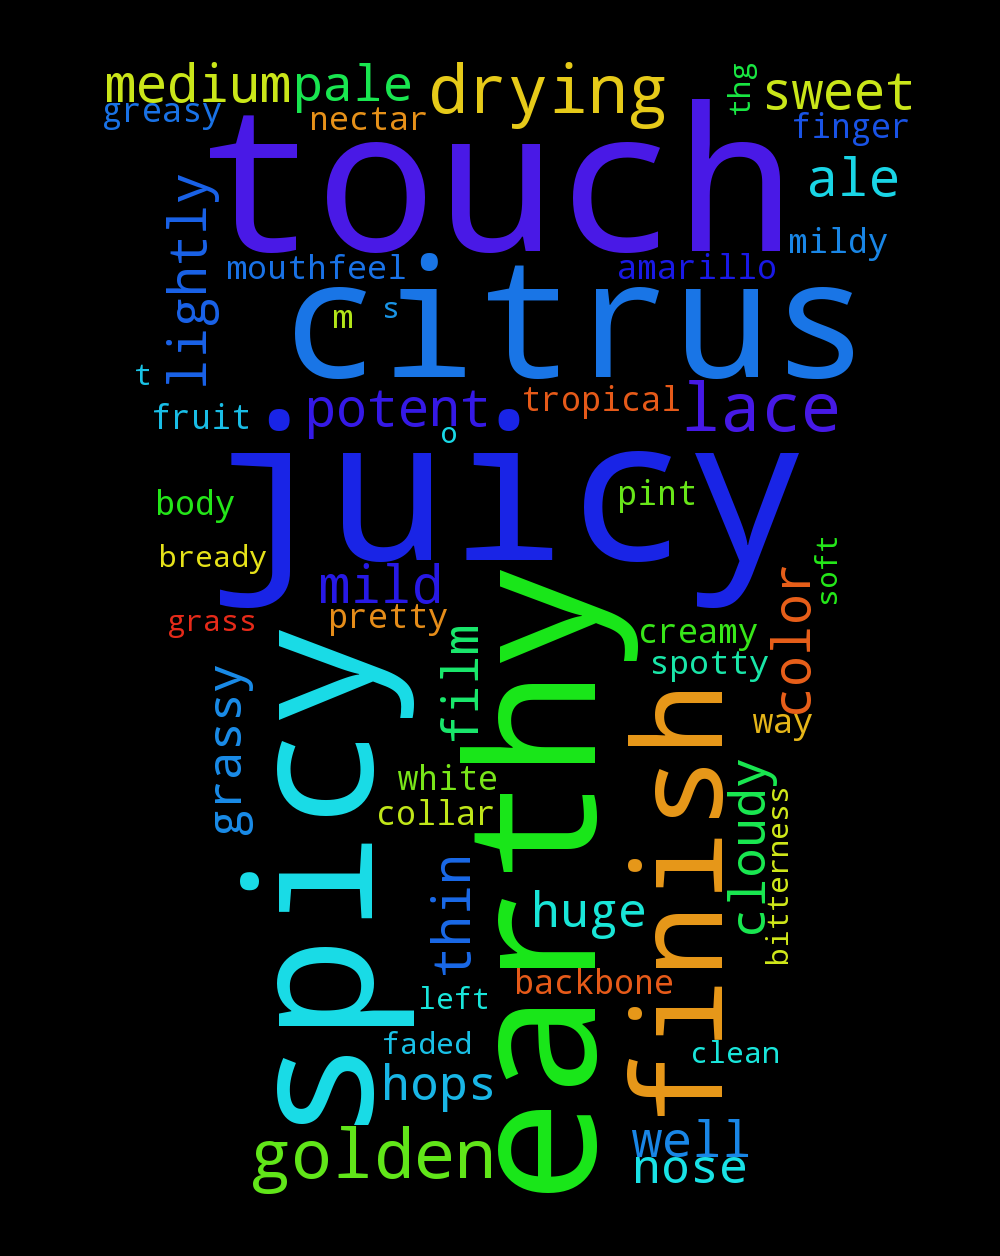 medium pale drying thg sweet
greasy nectar finger
touch
ale
lightly
mildy
mouthfeel amarillo
citrus
m s
t
fruit potent tropical lace
o
juicy
body pint
bready soft
mild color
grass pretty creamy
film spotty
spicy earthy finish
grassy way
white cloudy
collar bitterness
thin huge
backbone
left
faded clean
hops
golden well
nose